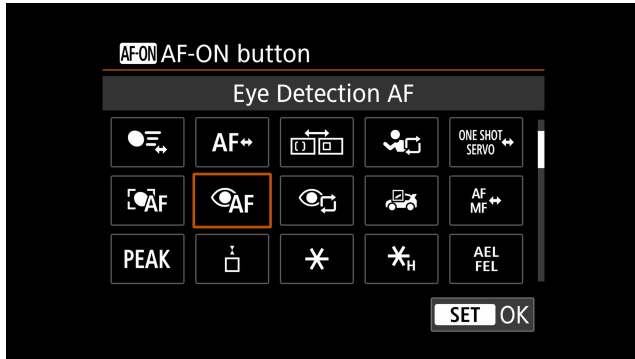 AF-ON AF-ON button
Eye Detection AF
AF
ONE SHOT
SERVO
AF
AF
AF
MF
PEAK
H
AEL
FEL
SET OK